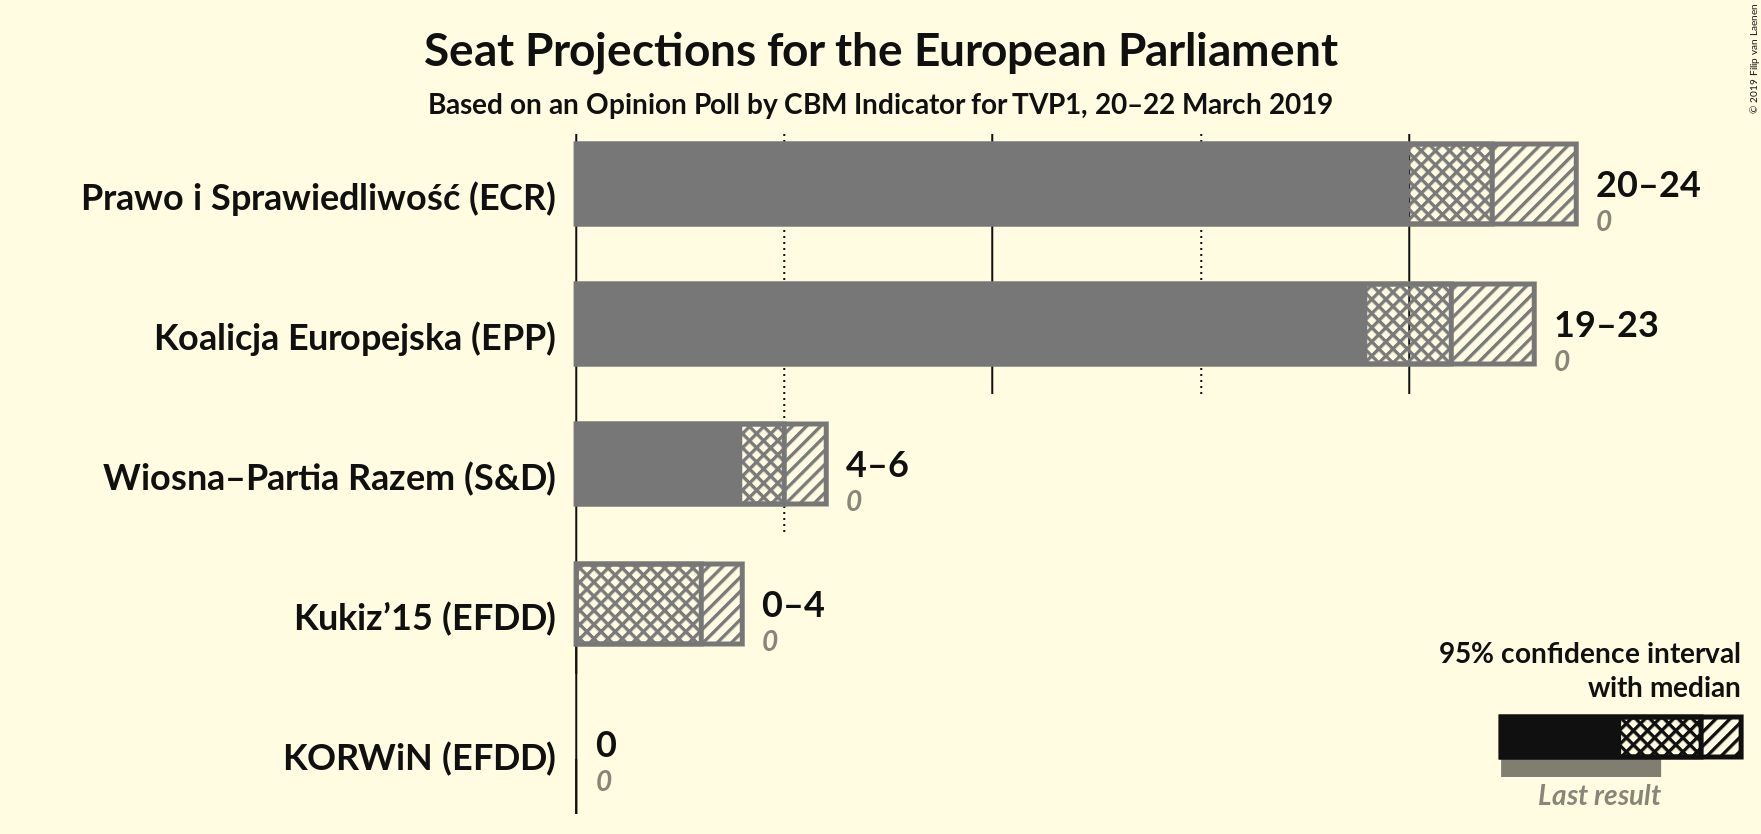 Seat Projections for the European Parliament
Based on an Opinion Poll by CBM Indicator for TVP1, 20–22 March 2019
© 2019 Filip van Laenen
Prawo i Sprawiedliwość (ECR)
20–24
0
Koalicja Europejska (EPP)
19–23
0
Wiosna–Partia Razem (S&D)
4–6
0
Kukiz’15 (EFDD)
0–4
0
KORWiN (EFDD)
0
0
95% confidence interval
with median
Last result